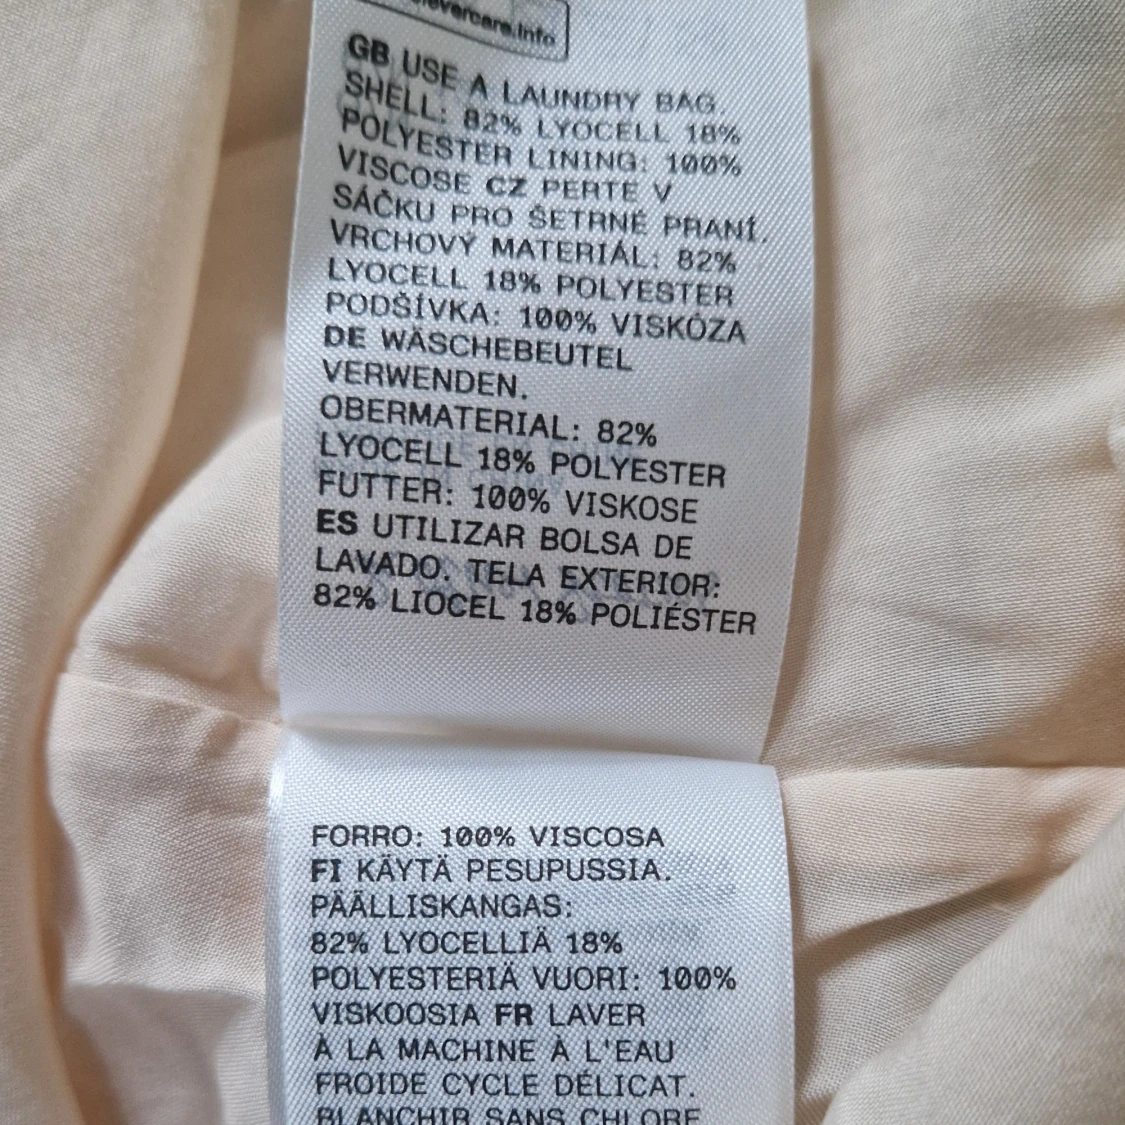 clevercare.info
GB USE A LAUNDRY BAG
SHELL: 82% LYOCELL 18%
POLYESTER LINING: 100%
VISCOSE CZ PERTE V
SÁČKU PRO ŠETRNÉ PRANÍ.
VRCHOVÝ MATERIÁL: 82%
LYOCELL 18% POLYESTER
PODŠÍVKA: 100% VISKÓZA
DE WÄSCHEBEUTEL
VERWENDEN.
OBERMATERIAL: 82%
LYOCELL 18% POLYESTER
FUTTER: 100% VISKOSE
ES UTILIZAR BOLSA DE
LAVADO. TELA EXTERIOR:
82% LIOCEL 18% POLIÉSTER
FORRO: 100% VISCOSA
FI KÄYTÄ PESUPUSSIA.
PÄÄLLISKANGAS:
82% LYOCELLIÄ 18%
POLYESTERIÄ VUORI: 100%
VISKOOSIA FR LAVER
À LA MACHINE À L'EAU
FROIDE CYCLE DÉLICAT.
BLANCHIR SANS CHLORE